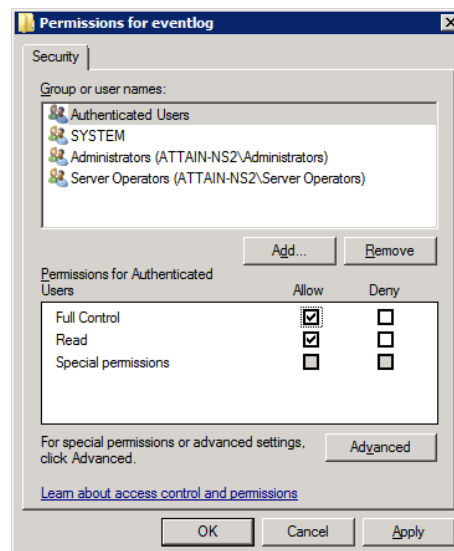 Permissions for eventlog
Security
Group or user names:
Authenticated Users
SYSTEM
Administrators (ATTAIN-NS2\Administrators)
Server Operators (ATTAIN-NS2\Server Operators)
Add...
Remove
Permissions for Authenticated
Users
Allow
Deny
Full Control
Read
Special permissions
For special permissions or advanced settings,
click Advanced.
Advanced
Learn about access control and permissions
OK
Cancel
Apply